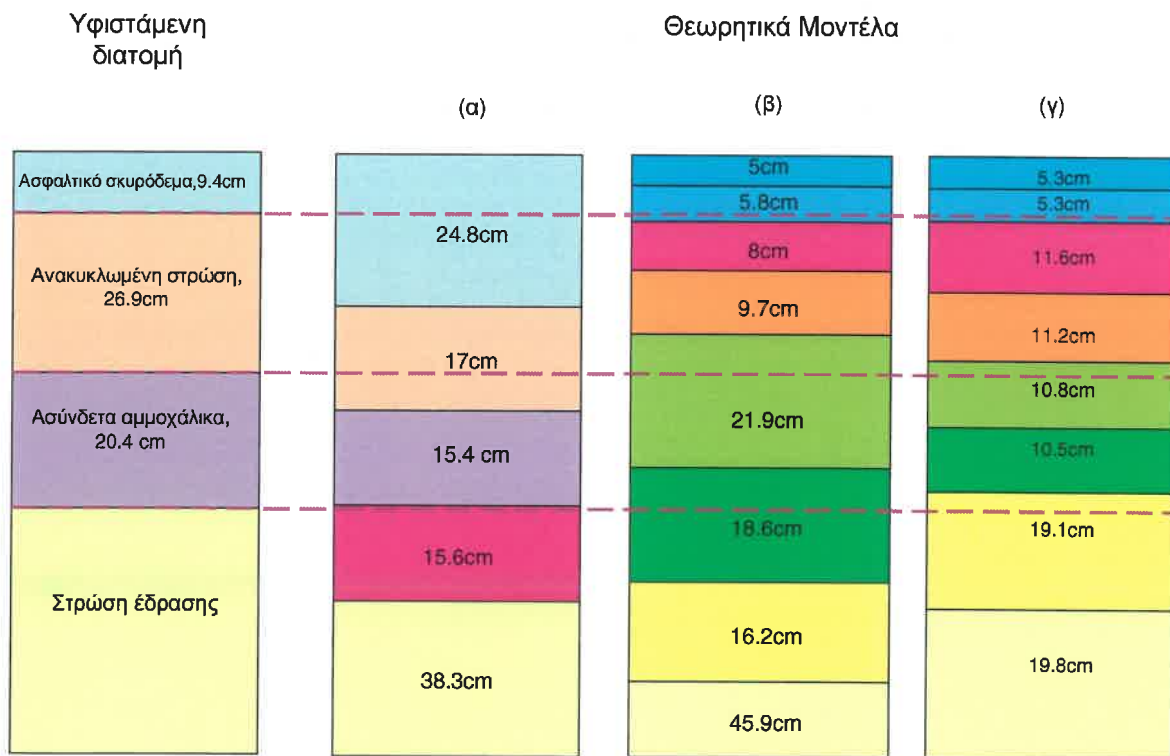 Υφιστάμενη
διατομή
Θεωρητικά Μοντέλα
(α)
(β)
(γ)
Ασφαλτικό σκυρόδεμα,9.4cm
Ανακυκλωμένη στρώση,
26.9cm
Ασύνδετα αμμοχάλικα,
20.4 cm
Στρώση έδρασης
24.8cm
17cm
15.4 cm
15.6cm
38.3cm
5cm
5.8cm
8cm
9.7cm
21.9cm
18.6cm
16.2cm
45.9cm
5.3cm
5.3cm
11.6cm
11.2cm
10.8cm
10.5cm
19.1cm
19.8cm